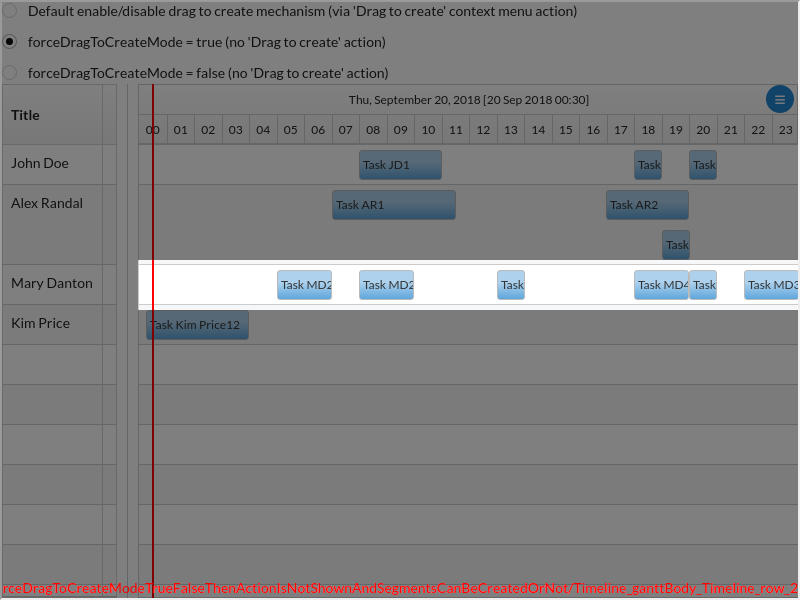 Default enable/disable drag to create mechanism (via 'Drag to create' context menu action)
forceDragToCreateMode = true (no 'Drag to create' action)
forceDragToCreateMode = false (no 'Drag to create' action)
Title
Thu, September 20, 2018 [20 Sep 2018 00:30]
00 01 02 03 04 05 06 07 08 09 10 11 12 13 14 15 16 17 18 19 20 21 22 23
John Doe Task JD1 Task Task
Alex Randal Task AR1 Task AR2
Task
Mary Danton Task MD2 Task MD2 Task Task MD4 Task Task MD3
Kim Price Task Kim Price12
rceDragToCreateModeTrueFalseThenActionIsNotShownAndSegmentsCanBeCreatedOrNot/Timeline_ganttBody_Timeline_row_2